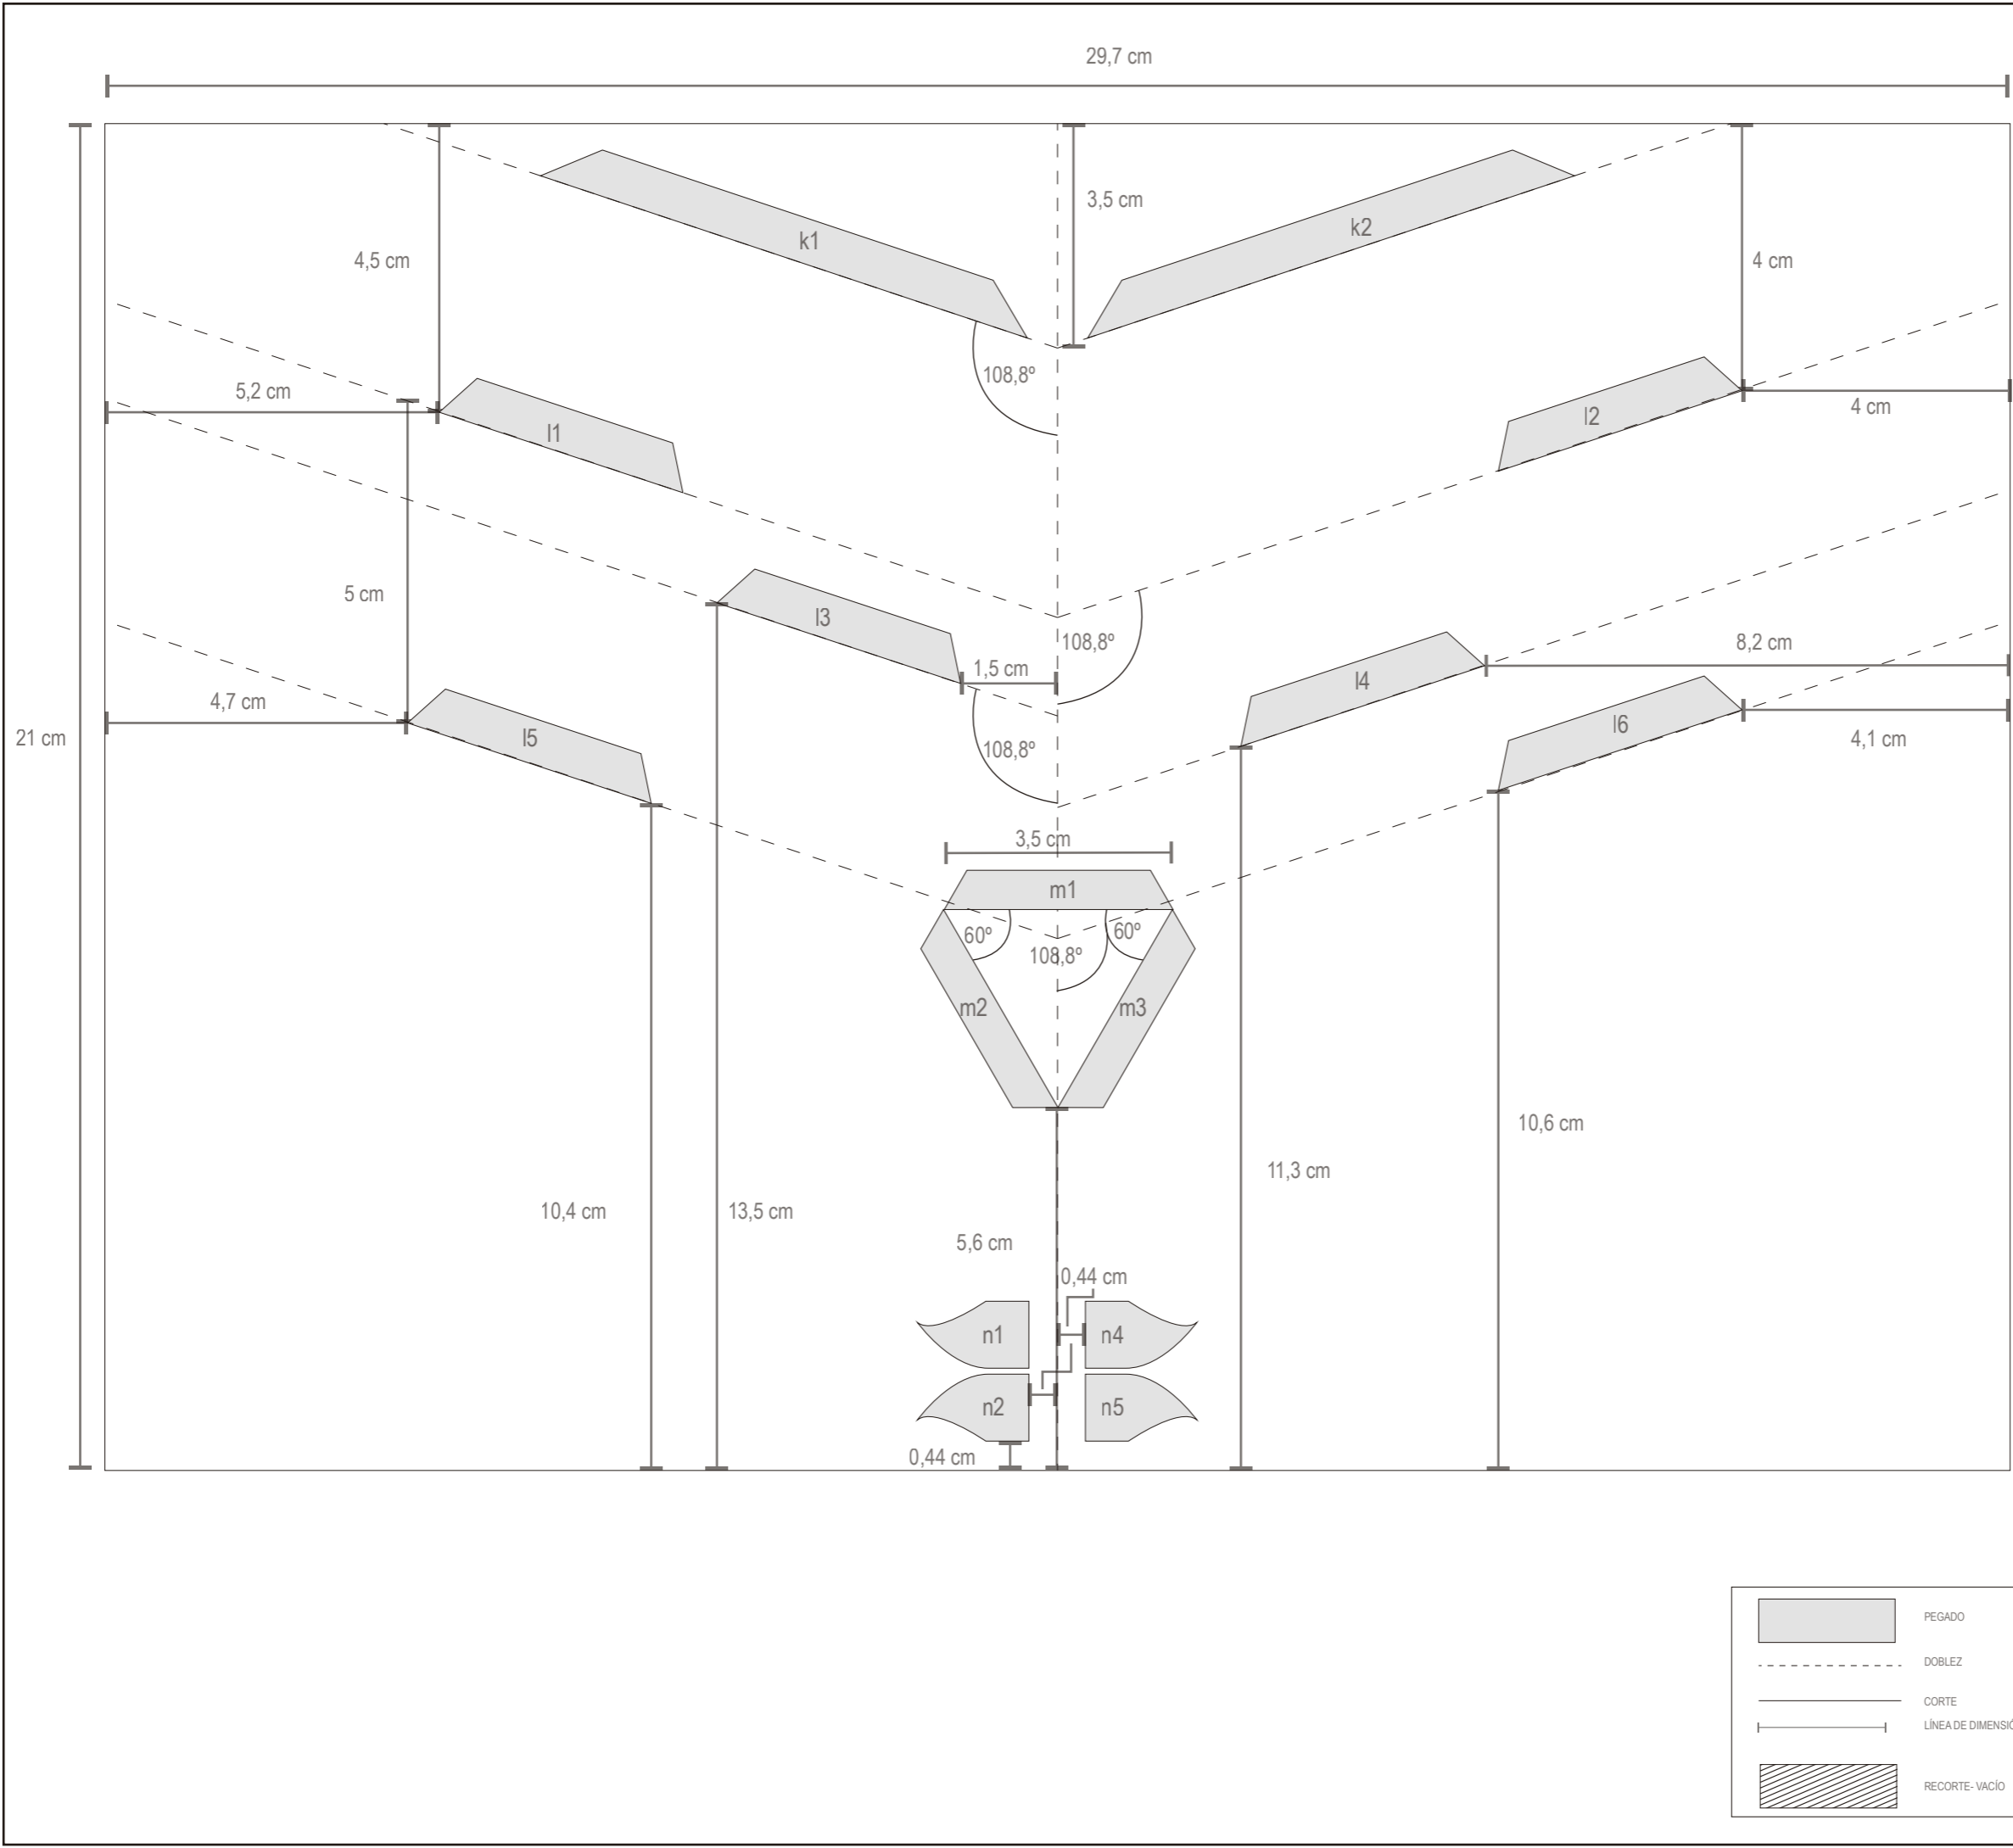 29,7 cm
3,5 cm
k1
k2
4,5 cm
4 cm
108,8º
5,2 cm
4 cm
l1
l2
5 cm
l3
108,8º
1,5 cm
8,2 cm
l4
4,7 cm
108,8º
l5
l6
21 cm
4,1 cm
3,5 cm
m1
60º
60º
108,8º
m2
m3
10,6 cm
11,3 cm
10,4 cm
13,5 cm
5,6 cm
0,44 cm
n1
n4
n2
n5
0,44 cm
PEGADO
DOBLEZ
CORTE
LÍNEA DE DIMENSIÓ
RECORTE- VACÍO